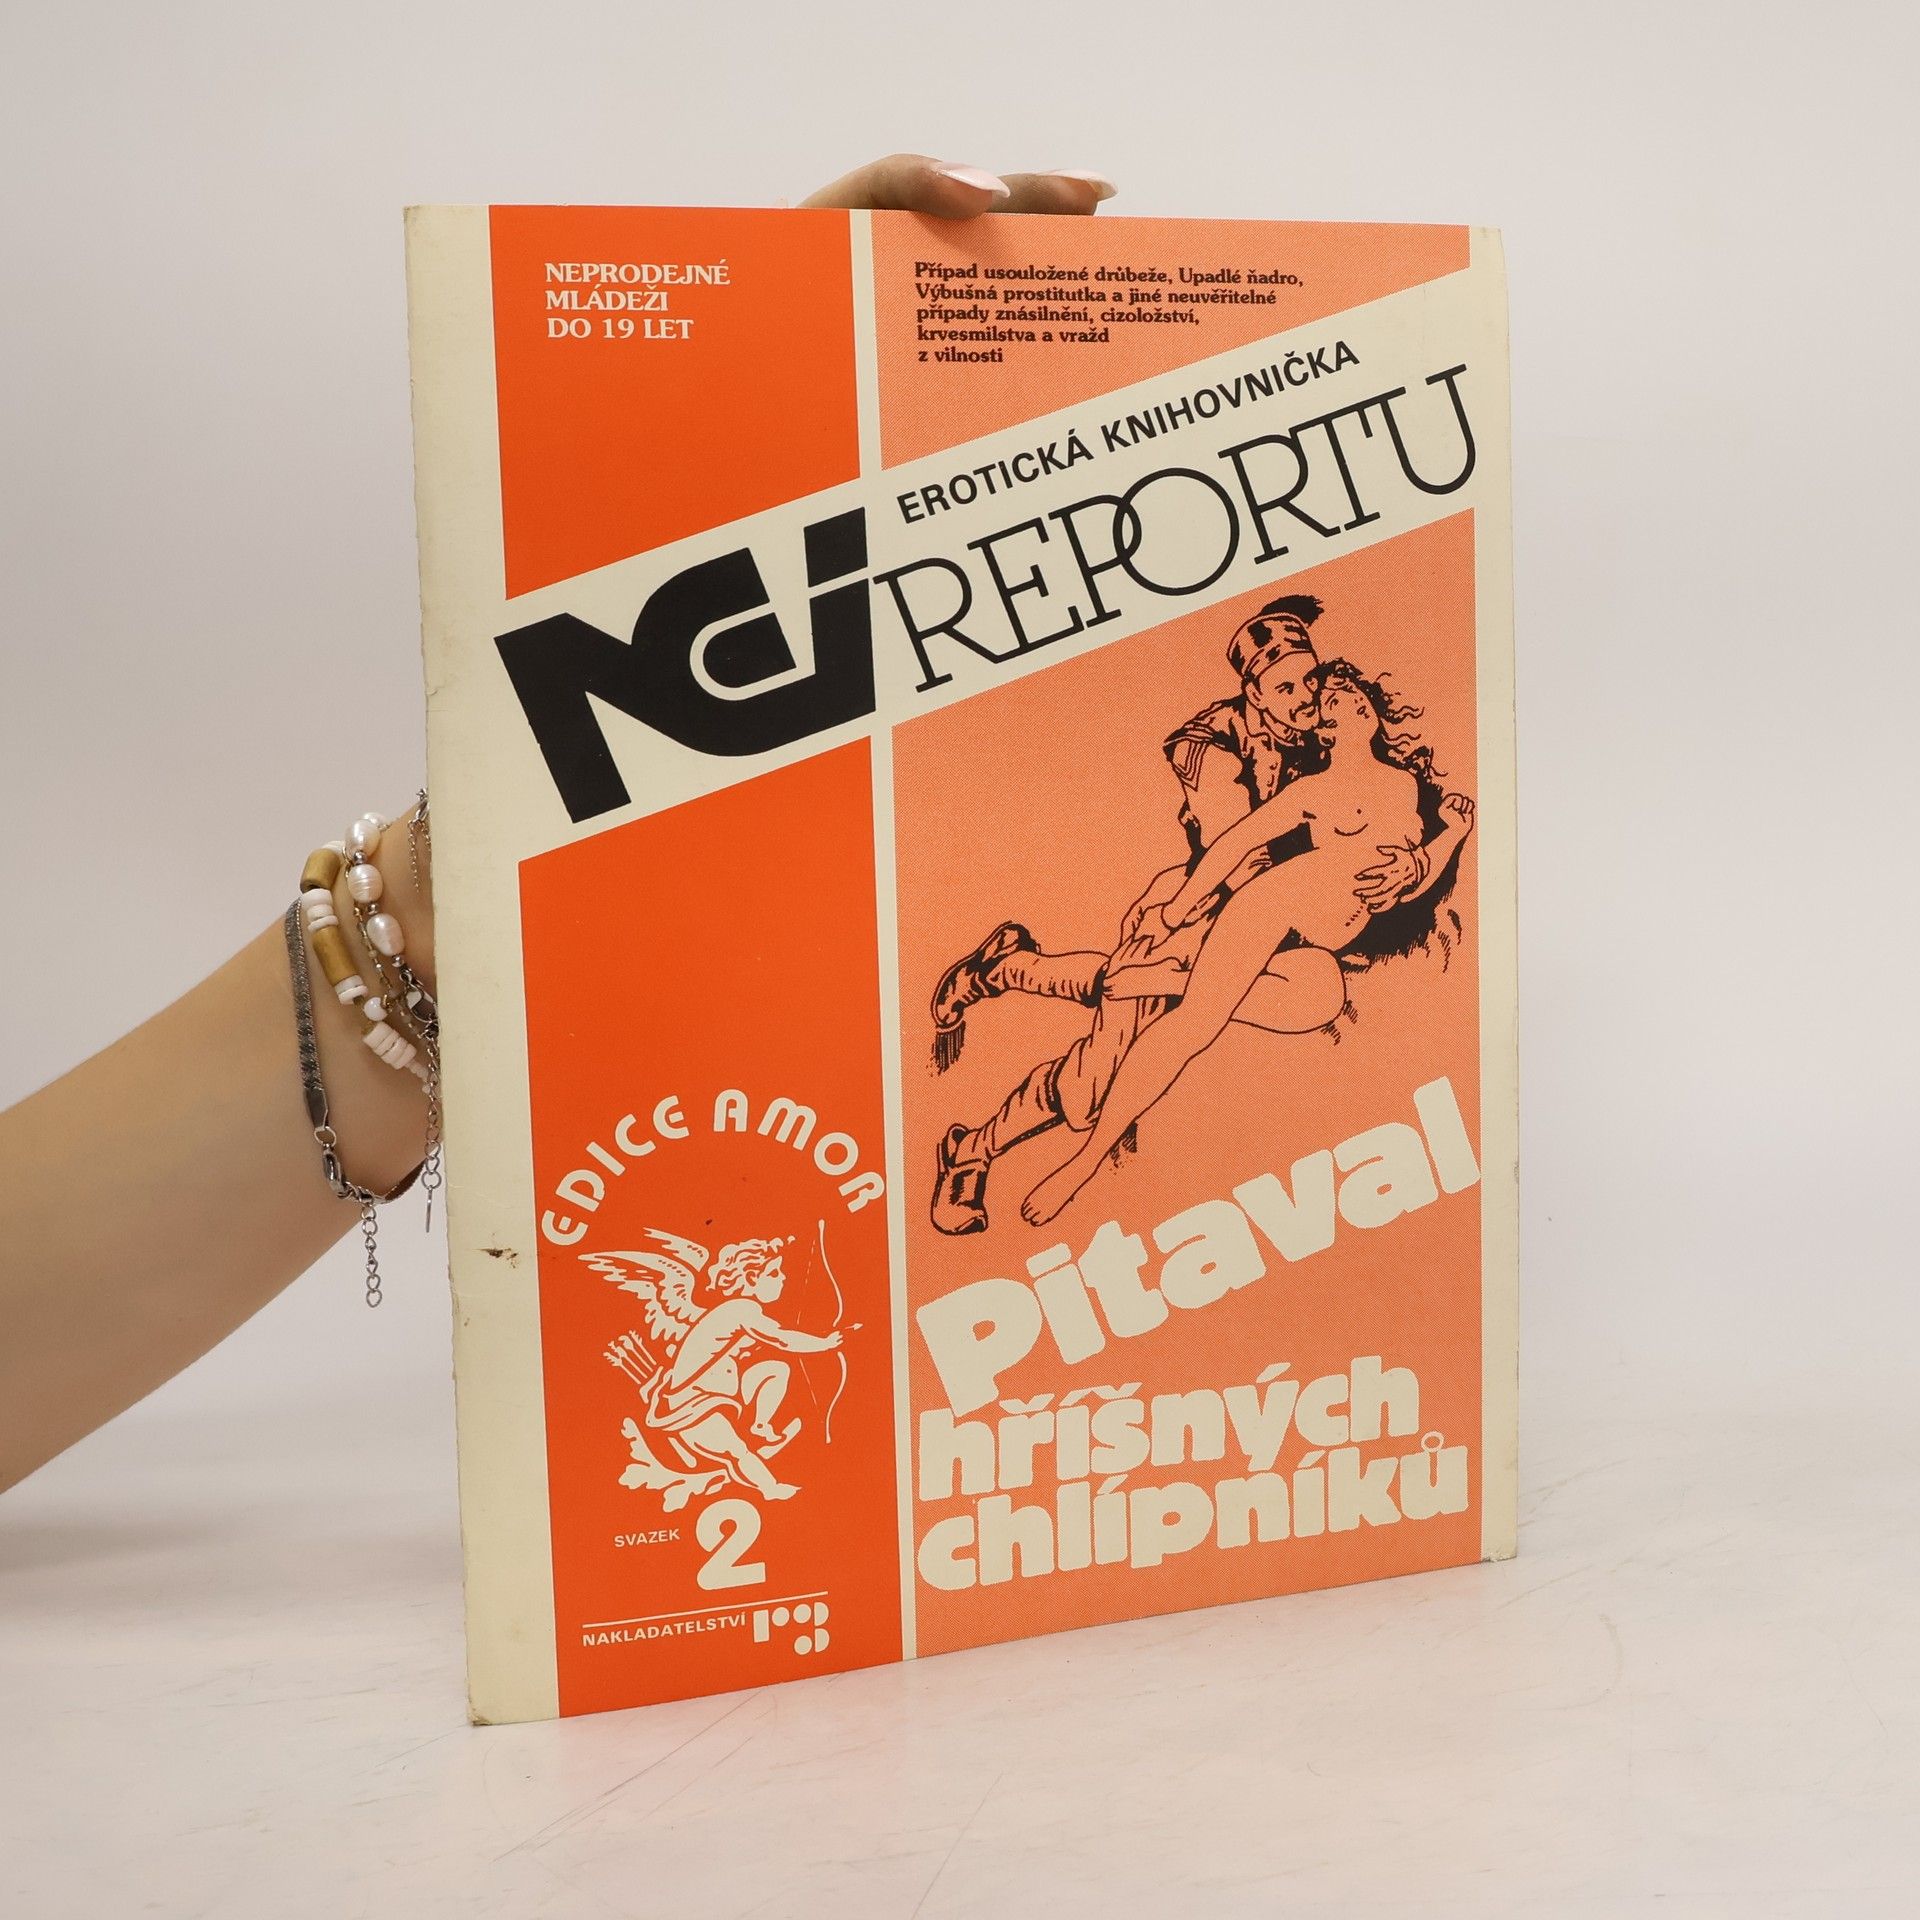 NEPRODEJNÉ
MLÁDEŽI
DO 19 LET
Případ usouložené drůbeže, Upadlé ňadro,
Výbušná prostitutka a jiné neuvěřitelné
případy znásilnění, cizoložství,
krvesmilstva a vražd
z vilnosti
EROTICKÁ KNIHOVNIČKA
NEI REPORTU
EDICE AMOR
SVAZEK 2
NAKLADATELSTVÍ
Pitaval
hříšných
chlípníků